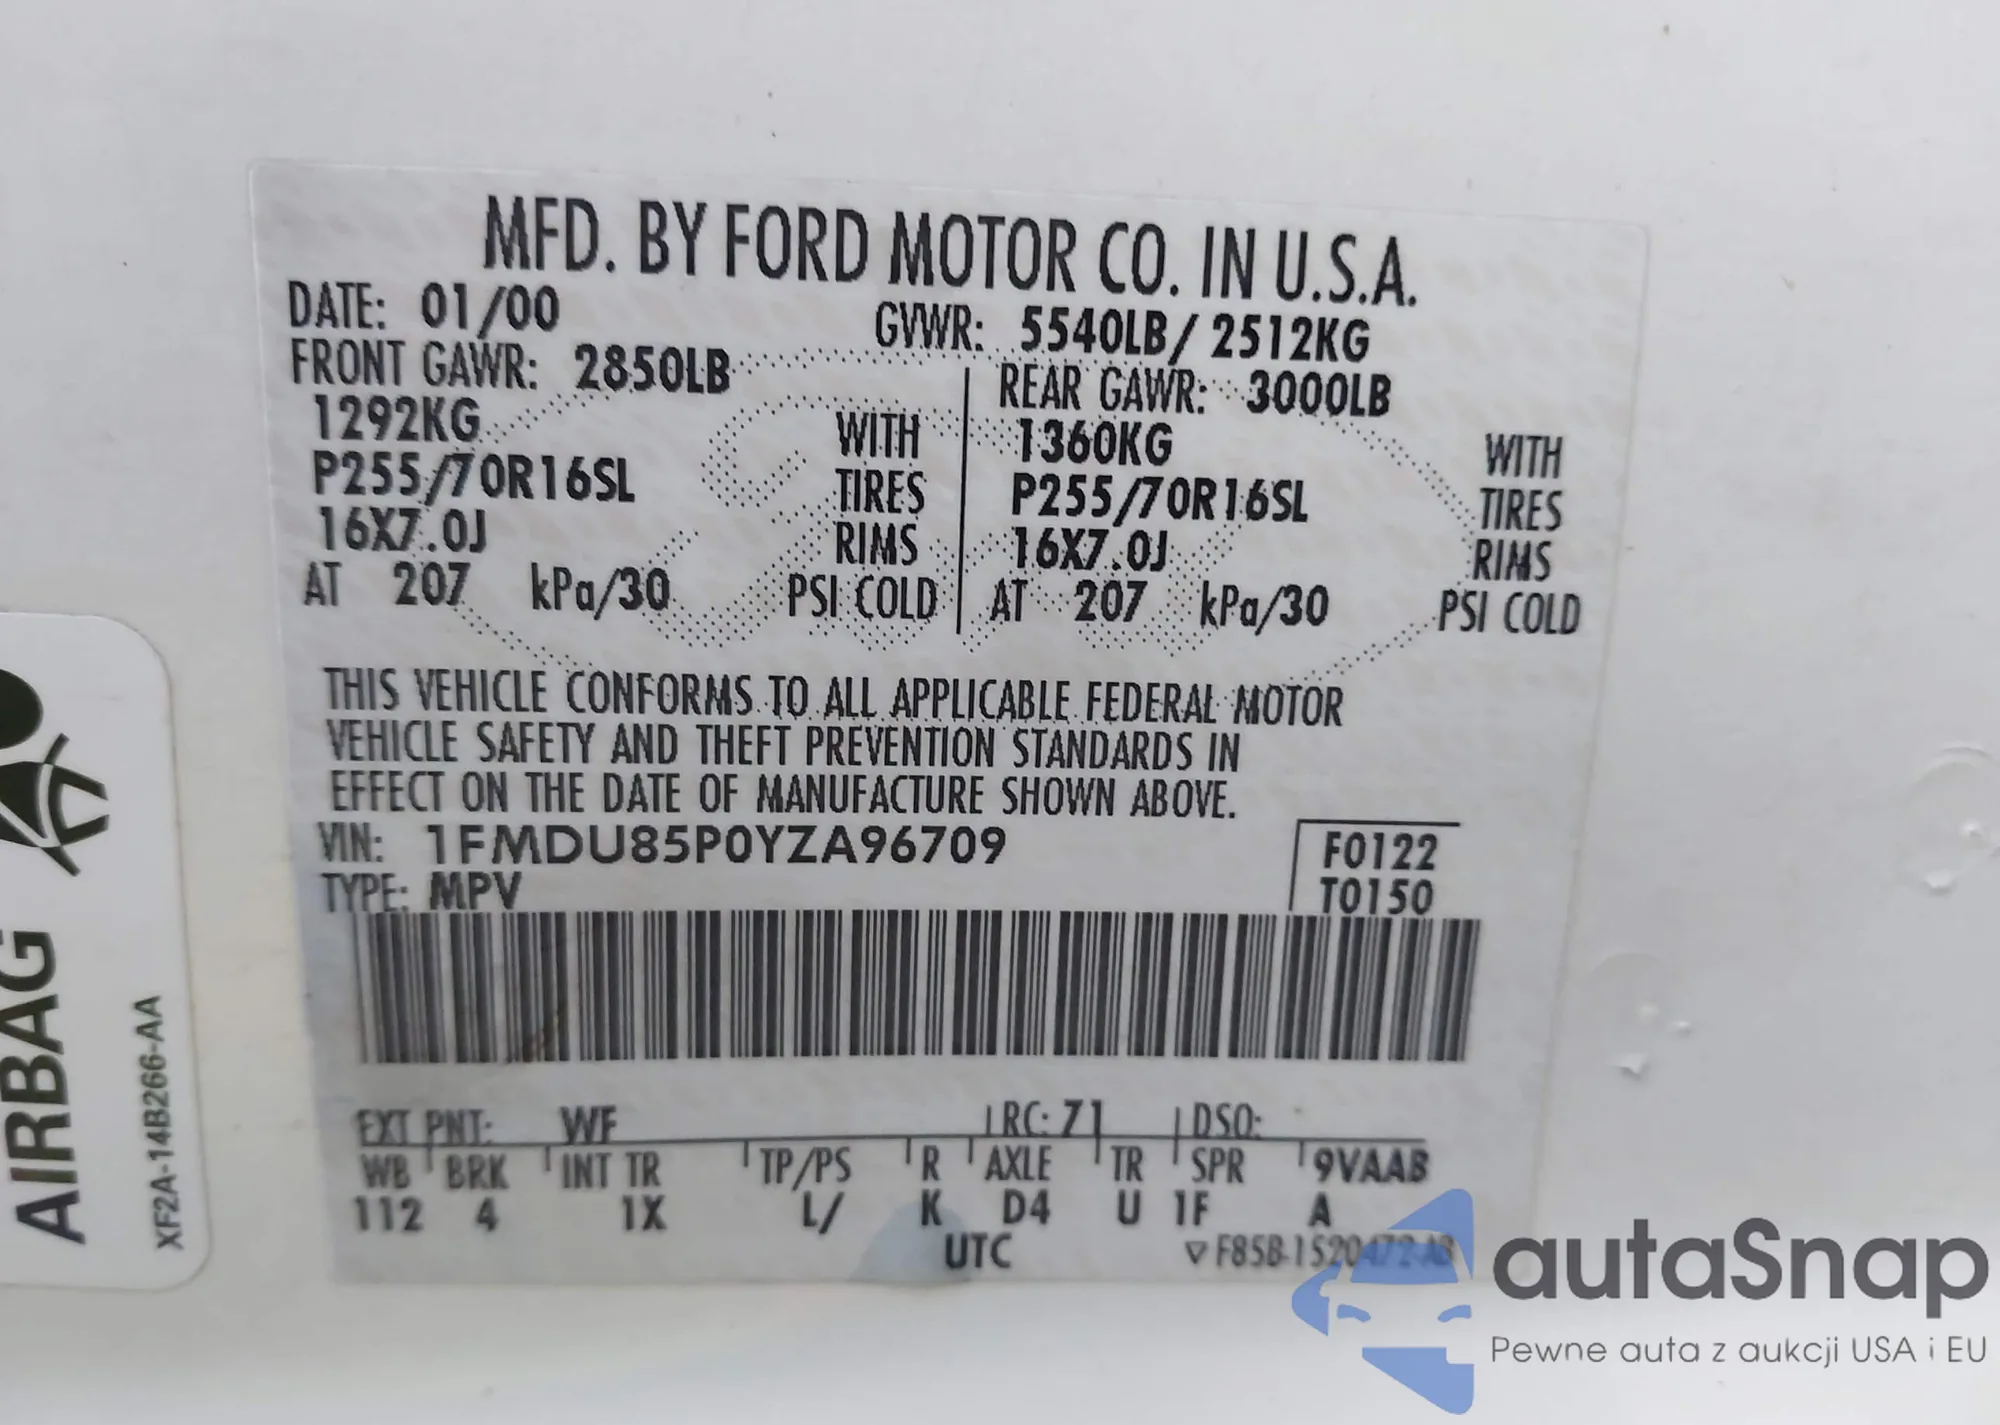 MFD. BY FORD MOTOR CO. IN U.S.A.
DATE: 01/00 GVWR: 5540LB/ 2512KG
FRONT GAWR: 2850LB REAR GAWR: 3000LB
1292KG WITH 1360KG WITH
P255/70R16SL TIRES P255/70R16SL TIRES
16X7.0J RIMS 16X7.0J RIMS
AT 207 kPa/30 PSI COLD AT 207 kPa/30 PSI COLD
THIS VEHICLE CONFORMS TO ALL APPLICABLE FEDERAL MOTOR
VEHICLE SAFETY AND THEFT PREVENTION STANDARDS IN
EFFECT ON THE DATE OF MANUFACTURE SHOWN ABOVE.
VIN: 1FMDU85P0YZA96709 F0122
TYPE: MPV T0150
EXT PNT: WF RC: 71 DSO:
WB BRK INT TR TP/PS R AXLE TR SPR 9VAAB
112 4 1X L/ K D4 U 1F A
UTC F85B-1520472-AB
AIRBAG
XF2A-14B266-AA
autaSnap
Pewne auta z aukcji USA i EU